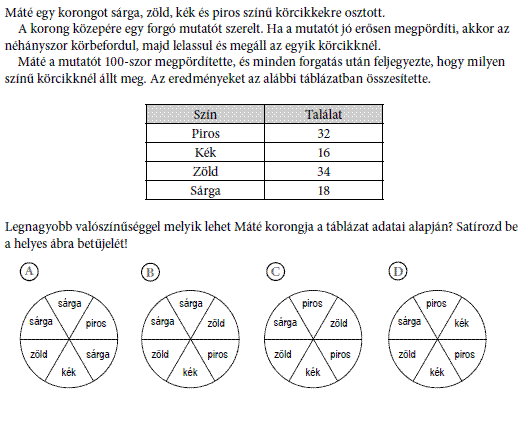 Máté egy korongot sárga, zöld, kék és piros színű körcikkekre osztott.
A korong közepére egy forgó mutatót szerelt. Ha a mutatót jó erősen megpördíti, akkor az
néhányszor körbefordul, majd lelassul és megáll az egyik körcikknél.
Máté a mutatót 100-szor megpördítette, és minden forgatás után feljegyezte, hogy milyen
színű körcikknél állt meg. Az eredményeket az alábbi táblázatban összesítette.
Szín Találat
Piros 32
Kék 16
Zöld 34
Sárga 18
Legnagyobb valószínűséggel melyik lehet Máté korongja a táblázat adatai alapján? Satírozd be
a helyes ábra betűjelét!
A B C D
sárga sárga piros piros
sárga piros sárga zöld sárga zöld sárga kék
zöld sárga zöld piros zöld piros zöld piros
kék kék kék kék